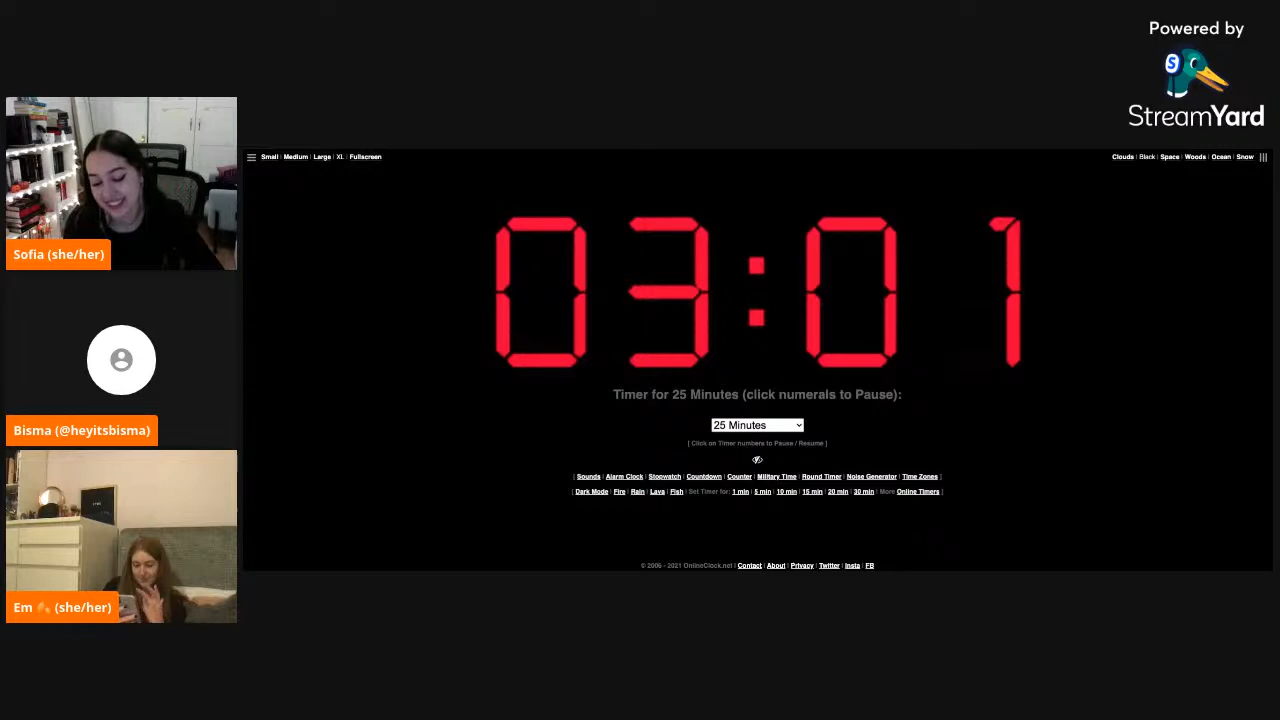 Powered by
StreamYard
Small | Medium | Large | XL | Fullscreen
Clouds | Black | Space | Woods | Ocean | Snow
Sofia (she/her)
03:01
Timer for 25 Minutes (click numerals to Pause):
25 Minutes
[ Click on Timer numbers to Pause / Resume ]
Bisma (@heyitsbisma)
[ Sounds | Alarm Clock | Stopwatch | Countdown | Counter | Military Time | Round Timer | Noise Generator | Time Zones ]
[ Dark Mode | Fire | Rain | Lava | Fish | Set Timer for: 1 min | 5 min | 10 min | 15 min | 20 min | 30 min | More Online Timers ]
© 2006 - 2021 OnlineClock.net | Contact | About | Privacy | Twitter | Insta | FB
Em 🍂 (she/her)